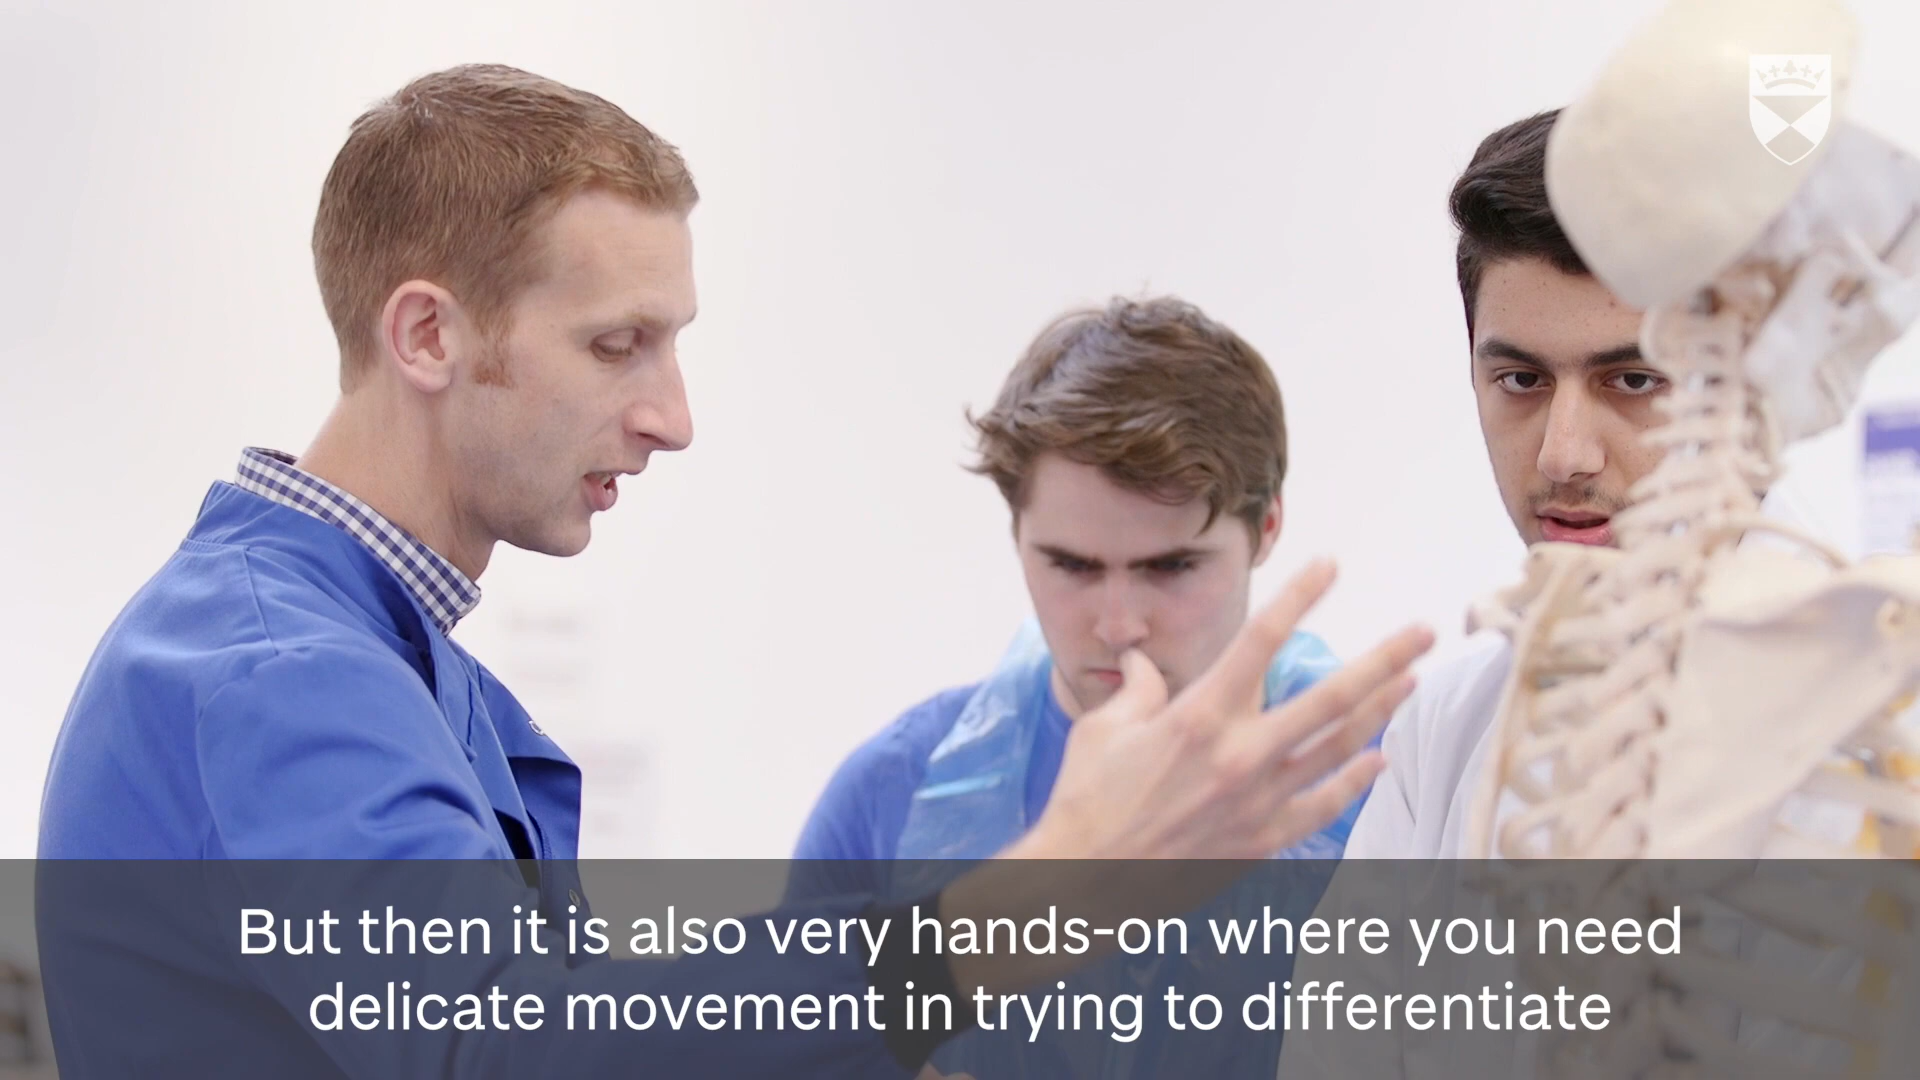 But then it is also very hands-on where you need
delicate movement in trying to differentiate